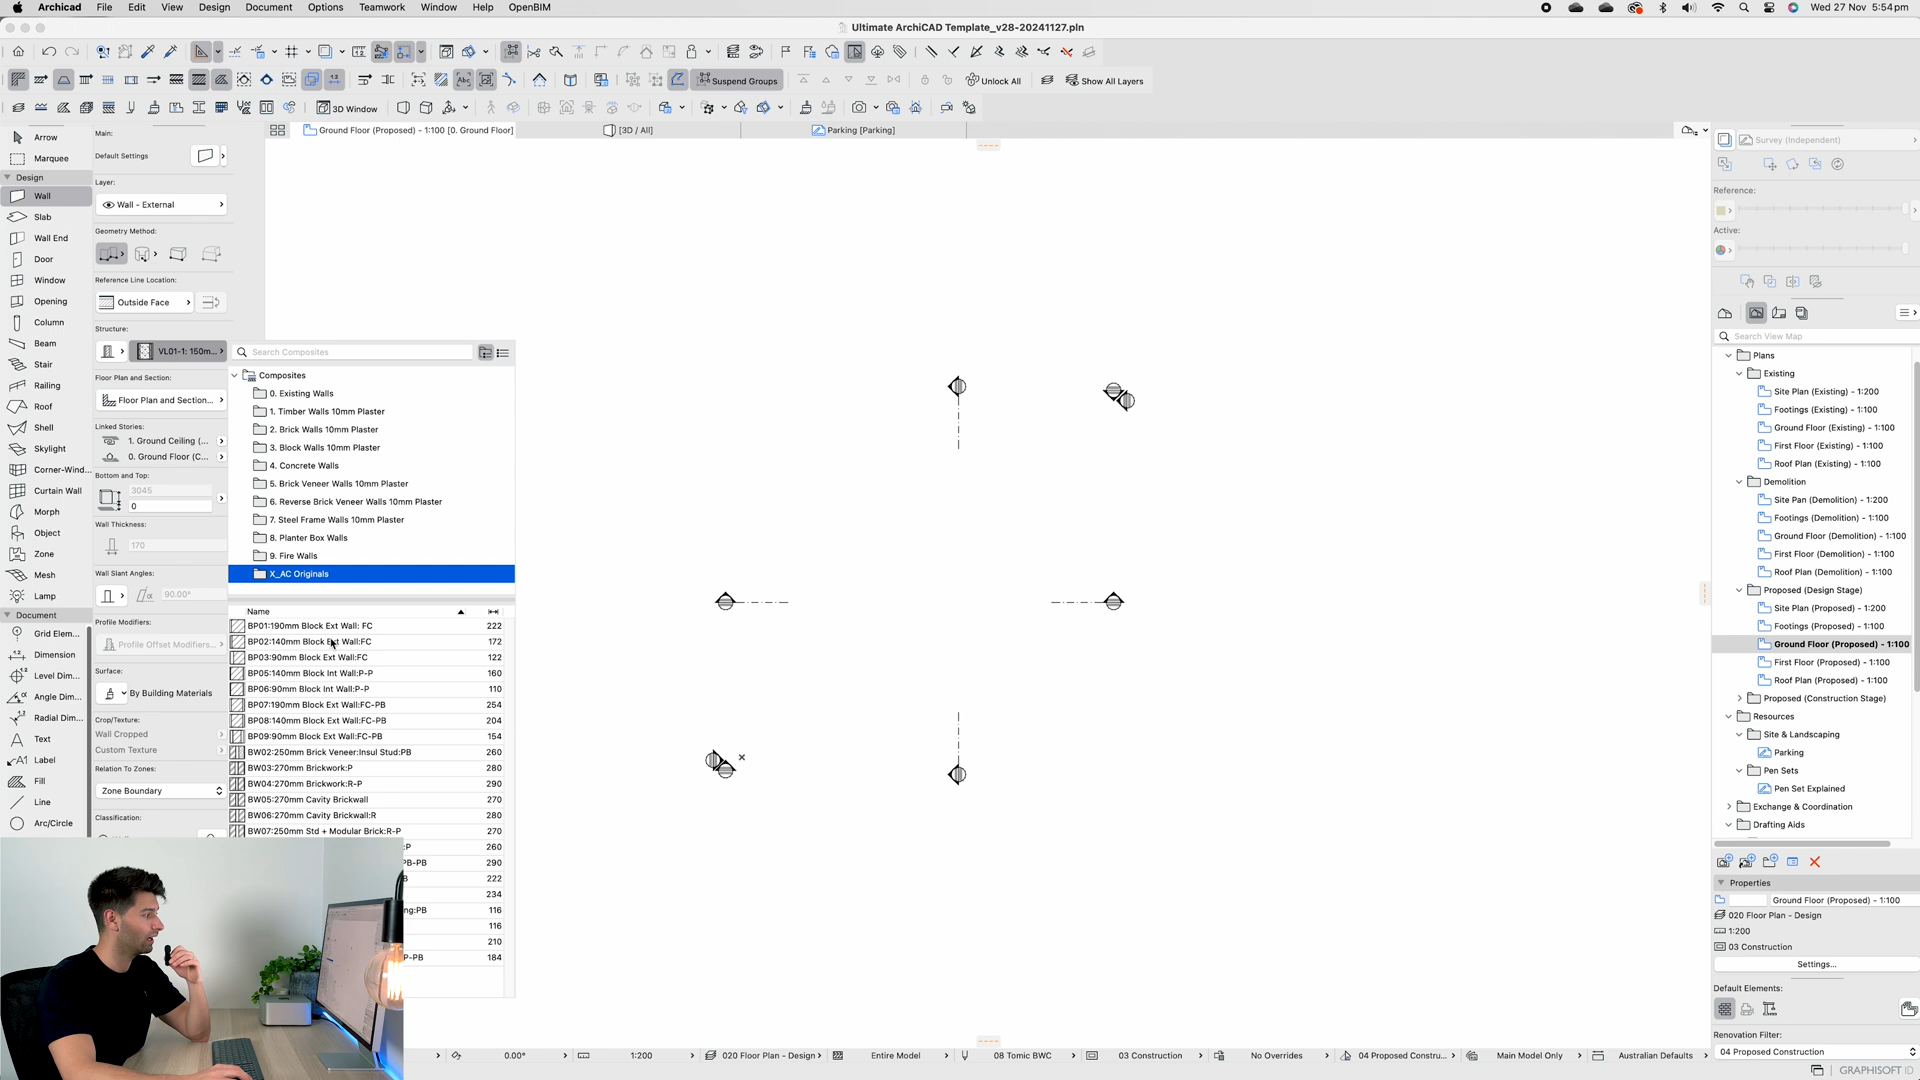 Archicad File Edit View Design Document Options Teamwork Window Help OpenBIM
Wed 27 Nov 5:54pm
Ultimate ArchiCAD Template_v28-20241127.pln
Suspend Groups
Unlock All
Show All Layers
3D Window
Ground Floor (Proposed) - 1:100 [0. Ground Floor]
[3D / All]
Parking [Parking]
Arrow
Marquee
Design
Wall
Slab
Wall End
Door
Window
Opening
Column
Beam
Stair
Railing
Roof
Shell
Skylight
Corner-Wind...
Curtain Wall
Morph
Object
Zone
Mesh
Lamp
Document
Grid Elem...
Dimension
Level Dim...
Angle Dim...
Radial Dim...
Text
Label
Fill
Line
Arc/Circle
Main:
Default Settings
Layer:
Wall - External
Geometry Method:
Reference Line Location:
Outside Face
Structure:
VL01-1: 150m...
Floor Plan and Section:
Floor Plan and Section...
Linked Stories:
1. Ground Ceiling (...
0. Ground Floor (C...
Bottom and Top:
3045
0
Wall Thickness:
170
Wall Slant Angles:
90.00°
Profile Modifiers:
Profile Offset Modifiers...
Surface:
By Building Materials
Crop/Texture:
Wall Cropped
Custom Texture
Relation To Zones:
Zone Boundary
Classification:
Search Composites
Composites
0. Existing Walls
1. Timber Walls 10mm Plaster
2. Brick Walls 10mm Plaster
3. Block Walls 10mm Plaster
4. Concrete Walls
5. Brick Veneer Walls 10mm Plaster
6. Reverse Brick Veneer Walls 10mm Plaster
7. Steel Frame Walls 10mm Plaster
8. Planter Box Walls
9. Fire Walls
X_AC Originals
Name
BP01:190mm Block Ext Wall: FC 222
BP02:140mm Block Ext Wall:FC 172
BP03:90mm Block Ext Wall:FC 122
BP05:140mm Block Int Wall:P-P 160
BP06:90mm Block Int Wall:P-P 110
BP07:190mm Block Ext Wall:FC-PB 254
BP08:140mm Block Ext Wall:FC-PB 204
BP09:90mm Block Ext Wall:FC-PB 154
BW02:250mm Brick Veneer:Insul Stud:PB 260
BW03:270mm Brickwork:P 280
BW04:270mm Brickwork:R-P 290
BW05:270mm Cavity Brickwall 270
BW06:270mm Cavity Brickwall:R 280
BW07:250mm Std + Modular Brick:R-P 270
:P 260
PB-PB 290
B 222
234
ng:PB 116
116
210
P-PB 184
Survey (Independent)
Reference:
Active:
Search View Map
Plans
Existing
Site Plan (Existing) - 1:200
Footings (Existing) - 1:100
Ground Floor (Existing) - 1:100
First Floor (Existing) - 1:100
Roof Plan (Existing) - 1:100
Demolition
Site Pan (Demolition) - 1:200
Footings (Demolition) - 1:100
Ground Floor (Demolition) - 1:100
First Floor (Demolition) - 1:100
Roof Plan (Demolition) - 1:100
Proposed (Design Stage)
Site Plan (Proposed) - 1:200
Footings (Proposed) - 1:100
Ground Floor (Proposed) - 1:100
First Floor (Proposed) - 1:100
Roof Plan (Proposed) - 1:100
Proposed (Construction Stage)
Resources
Site & Landscaping
Parking
Pen Sets
Pen Set Explained
Exchange & Coordination
Drafting Aids
Properties
Ground Floor (Proposed) - 1:100
020 Floor Plan - Design
1:200
03 Construction
Settings...
Default Elements:
Renovation Filter:
04 Proposed Construction
0.00° 1:200 020 Floor Plan - Design Entire Model 08 Tomic BWC 03 Construction No Overrides 04 Proposed Constru... Main Model Only Australian Defaults
GRAPHISOFT ID